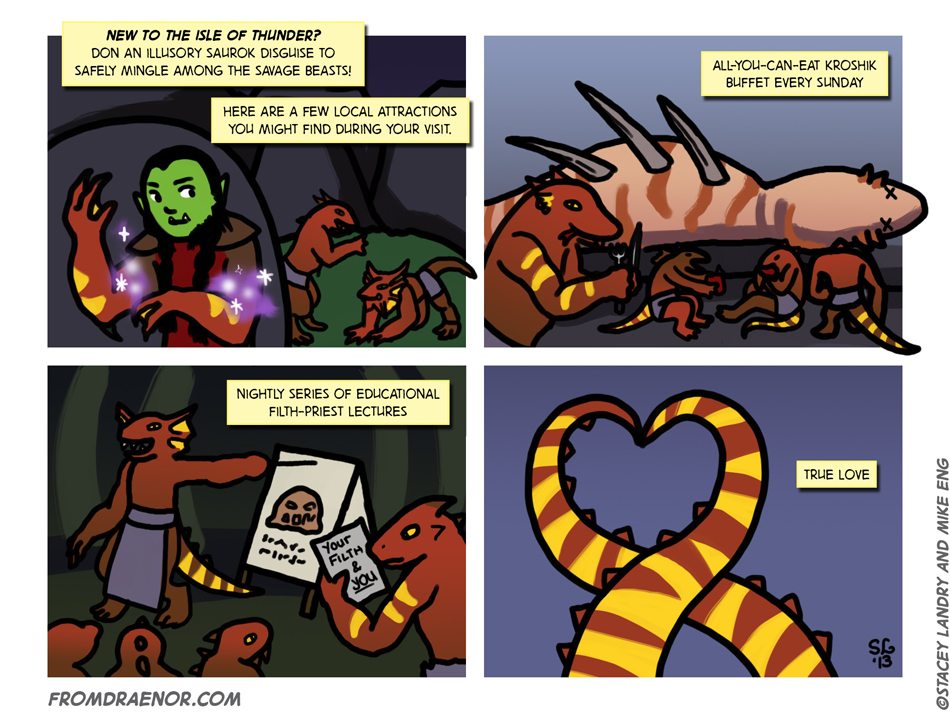 NEW TO THE ISLE OF THUNDER?
DON AN ILLUSORY SAUROK DISGUISE TO
SAFELY MINGLE AMONG THE SAVAGE BEASTS!
HERE ARE A FEW LOCAL ATTRACTIONS
YOU MIGHT FIND DURING YOUR VISIT.
ALL-YOU-CAN-EAT KROSHIK
BUFFET EVERY SUNDAY
NIGHTLY SERIES OF EDUCATIONAL
FILTH-PRIEST LECTURES
YOUR
FILTH
&
YOU
TRUE LOVE
SL
'13
FROMDRAENOR.COM
©STACEY LANDRY AND MIKE ENG